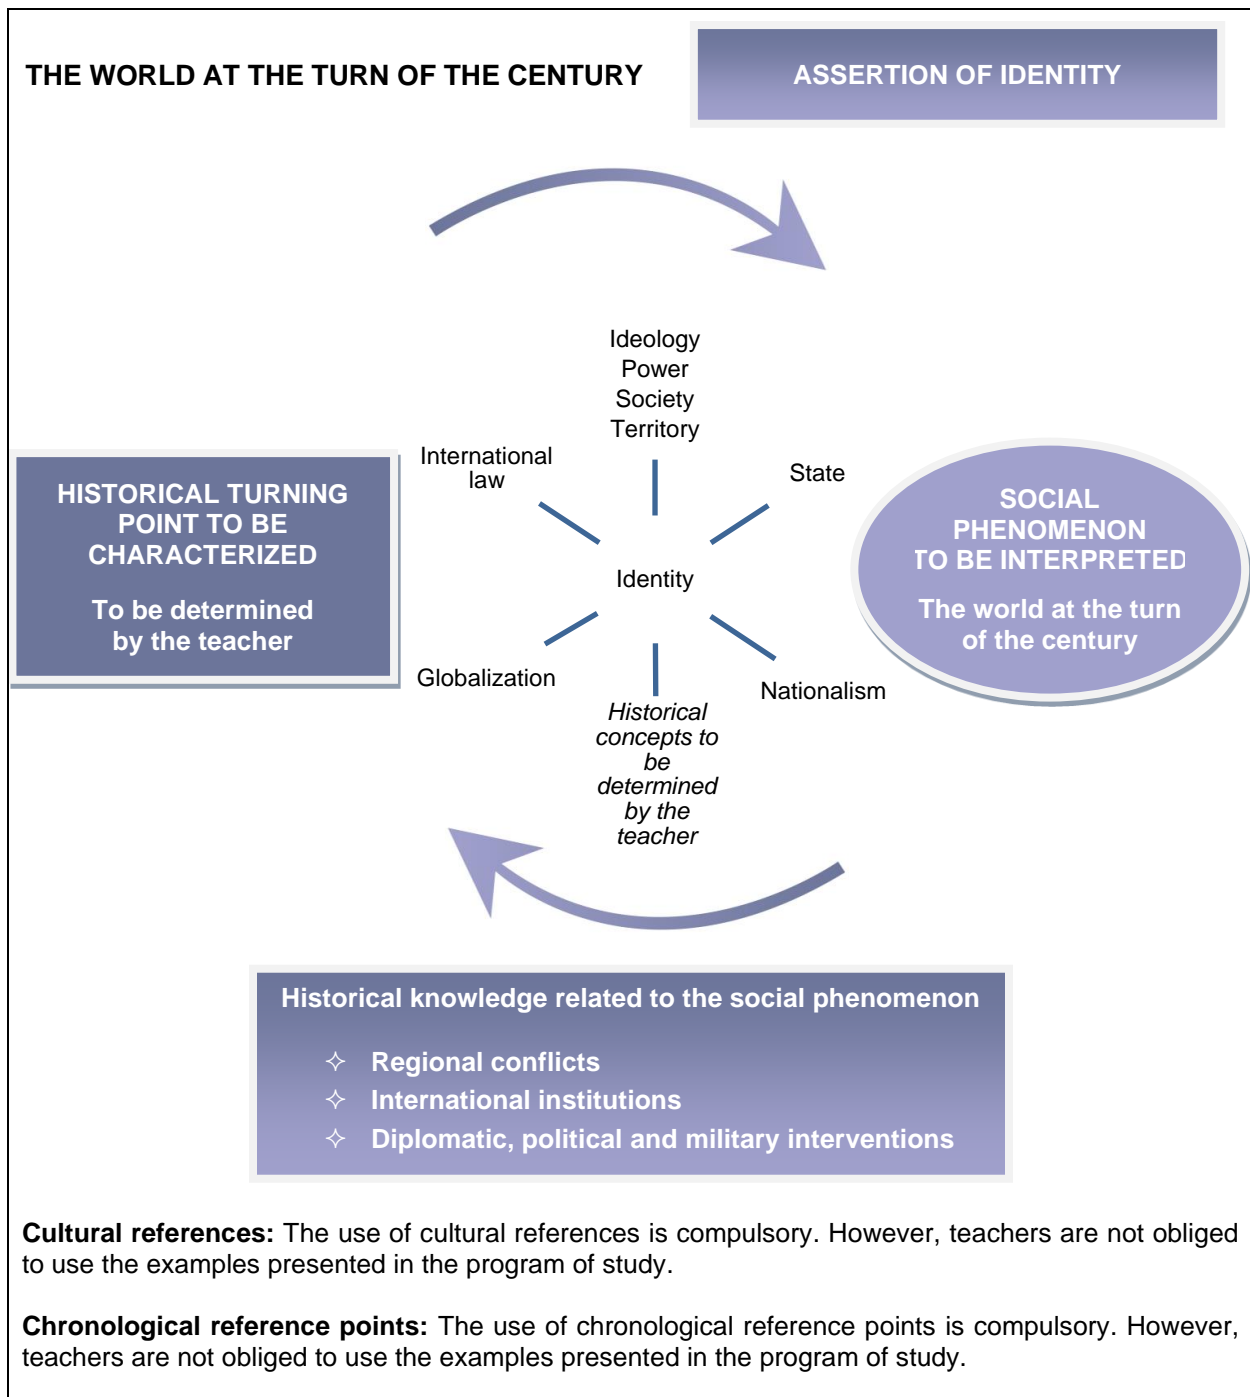 THE WORLD AT THE TURN OF THE CENTURY
ASSERTION OF IDENTITY
Ideology
Power
Society
Territory
International
law
State
HISTORICAL TURNING
POINT TO BE
CHARACTERIZED
To be determined
by the teacher
Identity
SOCIAL
PHENOMENON
TO BE INTERPRETED
The world at the turn
of the century
Globalization
Nationalism
Historical
concepts to
be
determined
by the
teacher
Historical knowledge related to the social phenomenon
✧ Regional conflicts
✧ International institutions
✧ Diplomatic, political and military interventions
Cultural references: The use of cultural references is compulsory. However, teachers are not obliged
to use the examples presented in the program of study.
Chronological reference points: The use of chronological reference points is compulsory. However,
teachers are not obliged to use the examples presented in the program of study.